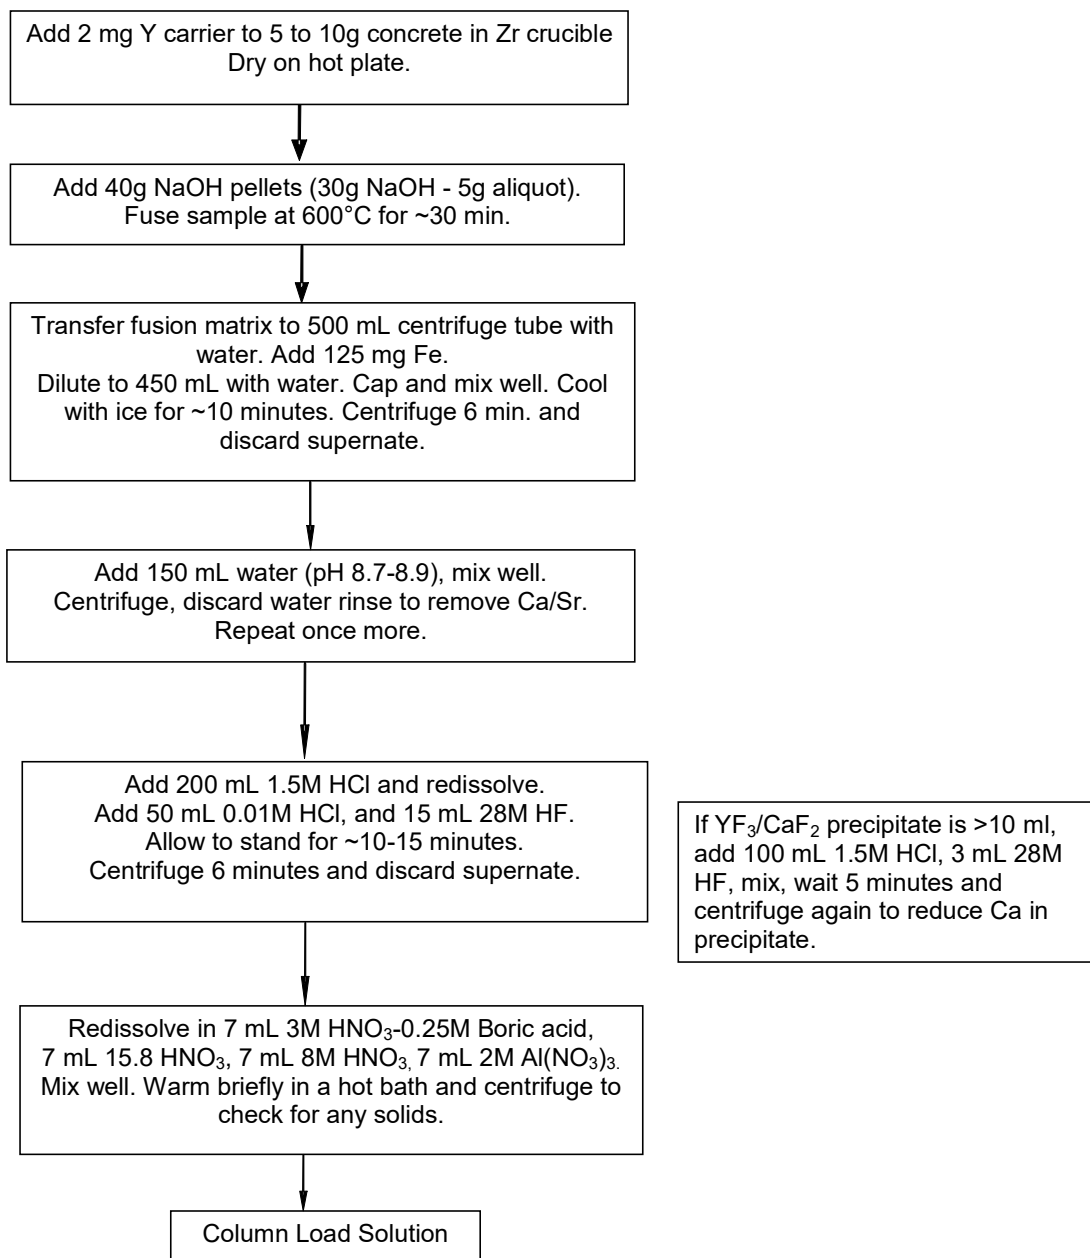 Add 2 mg Y carrier to 5 to 10g concrete in Zr crucible
Dry on hot plate.
Add 40g NaOH pellets (30g NaOH - 5g aliquot).
Fuse sample at 600°C for ~30 min.
Transfer fusion matrix to 500 mL centrifuge tube with
water. Add 125 mg Fe.
Dilute to 450 mL with water. Cap and mix well. Cool
with ice for ~10 minutes. Centrifuge 6 min. and
discard supernate.
Add 150 mL water (pH 8.7-8.9), mix well.
Centrifuge, discard water rinse to remove Ca/Sr.
Repeat once more.
Add 200 mL 1.5M HCl and redissolve.
Add 50 mL 0.01M HCl, and 15 mL 28M HF.
Allow to stand for ~10-15 minutes.
Centrifuge 6 minutes and discard supernate.
If YF₃/CaF₂ precipitate is >10 ml,
add 100 mL 1.5M HCl, 3 mL 28M
HF, mix, wait 5 minutes and
centrifuge again to reduce Ca in
precipitate.
Redissolve in 7 mL 3M HNO₃-0.25M Boric acid,
7 mL 15.8 HNO₃, 7 mL 8M HNO₃, 7 mL 2M Al(NO₃)₃.
Mix well. Warm briefly in a hot bath and centrifuge to
check for any solids.
Column Load Solution